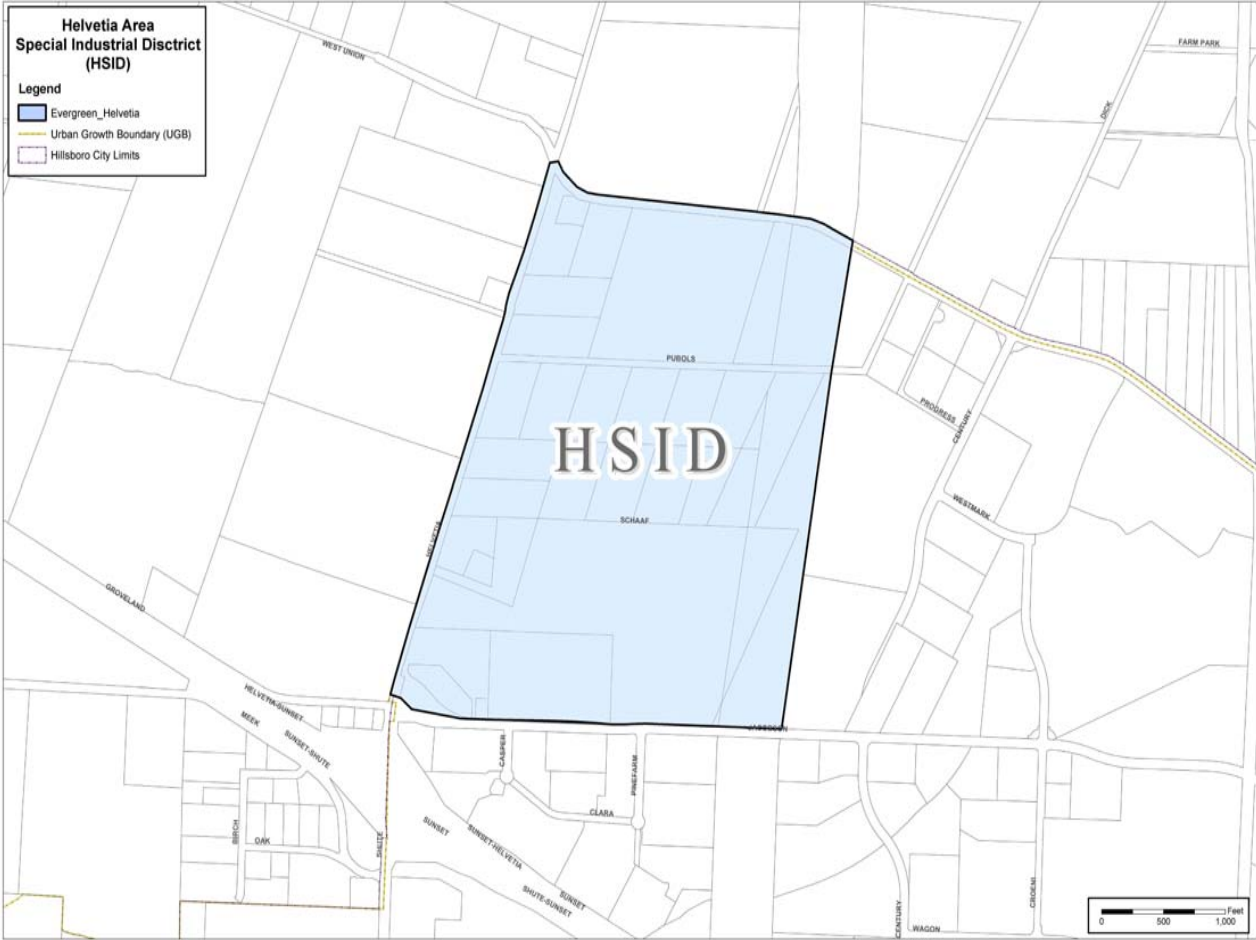 Helvetia Area
Special Industrial Disctrict
(HSID)
Legend
Evergreen_Helvetia
Urban Growth Boundary (UGB)
Hillsboro City Limits
WEST UNION
FARM PARK
DICK
PUBOLS
PROGRESS
CENTURY
HSID
WESTMARK
SCHAAF
HELVETIA
GROVELAND
HELVETIA-SUNSET
MEEK
SUNSET-SHUTE
CASPER
PINEFARM
CLARA
BIRCH
OAK
SHUTE
SUNSET
SUNSET-HELVETIA
SUNSET
SHUTE-SUNSET
CENTURY
WAGON
CROENI
Feet
0 500 1,000